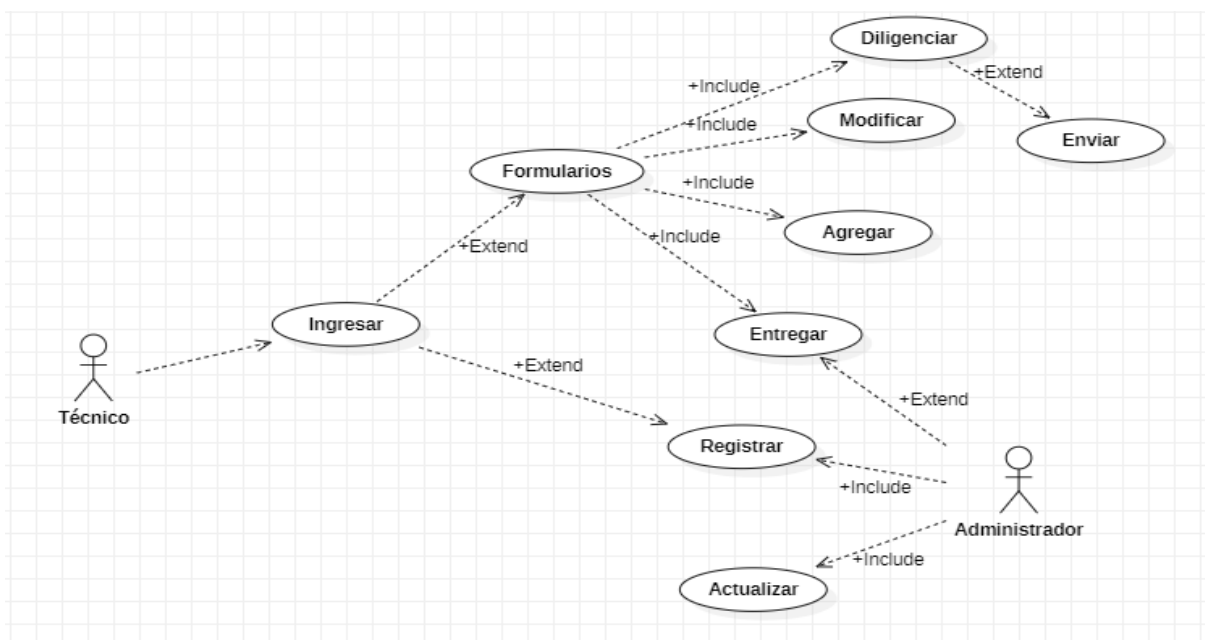 Diligenciar
+Extend
+Include
Modificar
+Include
Enviar
Formularios
+Include
Agregar
+Include
+Extend
Ingresar
Entregar
Técnico
+Extend
+Extend
Registrar
+Include
Administrador
+Include
Actualizar